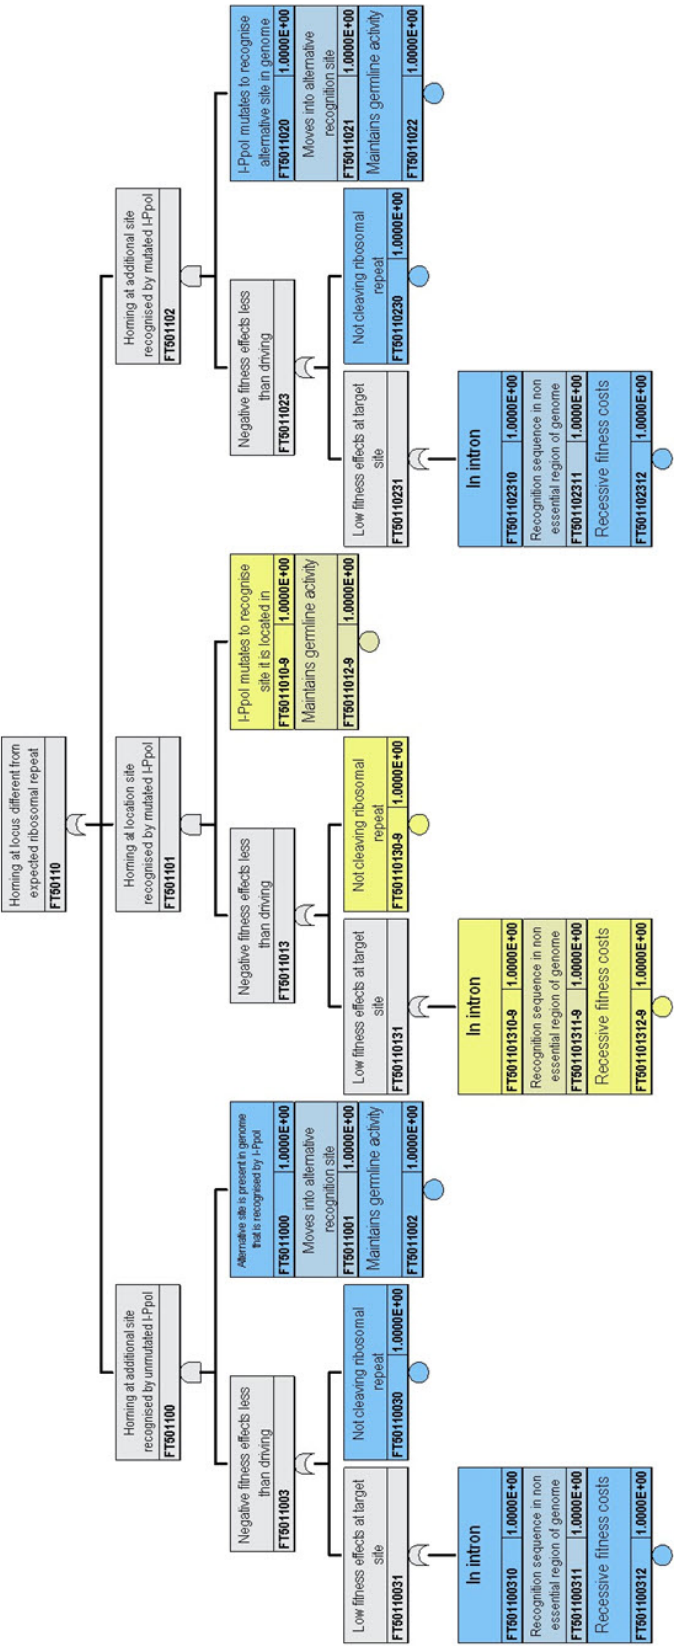 Homing at locus different from
expected ribosomal repeat
FT50110
Homing at additional site
recognised by unmutated I-PpoI
FT501100
Homing at location site
recognised by mutated I-PpoI
FT501101
Homing at additional site
recognised by mutated I-PpoI
FT501102
Negative fitness effects less
than driving
FT5011003
Alternative site is present in genome
that is recognised by I-PpoI
FT5011000 1.0000E+00
Moves into alternative
recognition site
FT5011001 1.0000E+00
Maintains germline activity
FT5011002 1.0000E+00
Negative fitness effects less
than driving
FT5011013
I-PpoI mutates to recognise
site it is located in
FT5011010-9 1.0000E+00
Maintains germline activity
FT5011012-9 1.0000E+00
Negative fitness effects less
than driving
FT5011023
I-PpoI mutates to recognise
alternative site in genome
FT5011020 1.0000E+00
Moves into alternative
recognition site
FT5011021 1.0000E+00
Maintains germline activity
FT5011022 1.0000E+00
Low fitness effects at target
site
FT50110031
Not cleaving ribosomal
repeat
FT50110030 1.0000E+00
Low fitness effects at target
site
FT50110131
Not cleaving ribosomal
repeat
FT50110130-9 1.0000E+00
Low fitness effects at target
site
FT50110231
Not cleaving ribosomal
repeat
FT50110230 1.0000E+00
In intron
FT501100310 1.0000E+00
Recognition sequence in non
essential region of genome
FT501100311 1.0000E+00
Recessive fitness costs
FT501100312 1.0000E+00
In intron
FT501101310-9 1.0000E+00
Recognition sequence in non
essential region of genome
FT501101311-9 1.0000E+00
Recessive fitness costs
FT501101312-9 1.0000E+00
In intron
FT501102310 1.0000E+00
Recognition sequence in non
essential region of genome
FT501102311 1.0000E+00
Recessive fitness costs
FT501102312 1.0000E+00